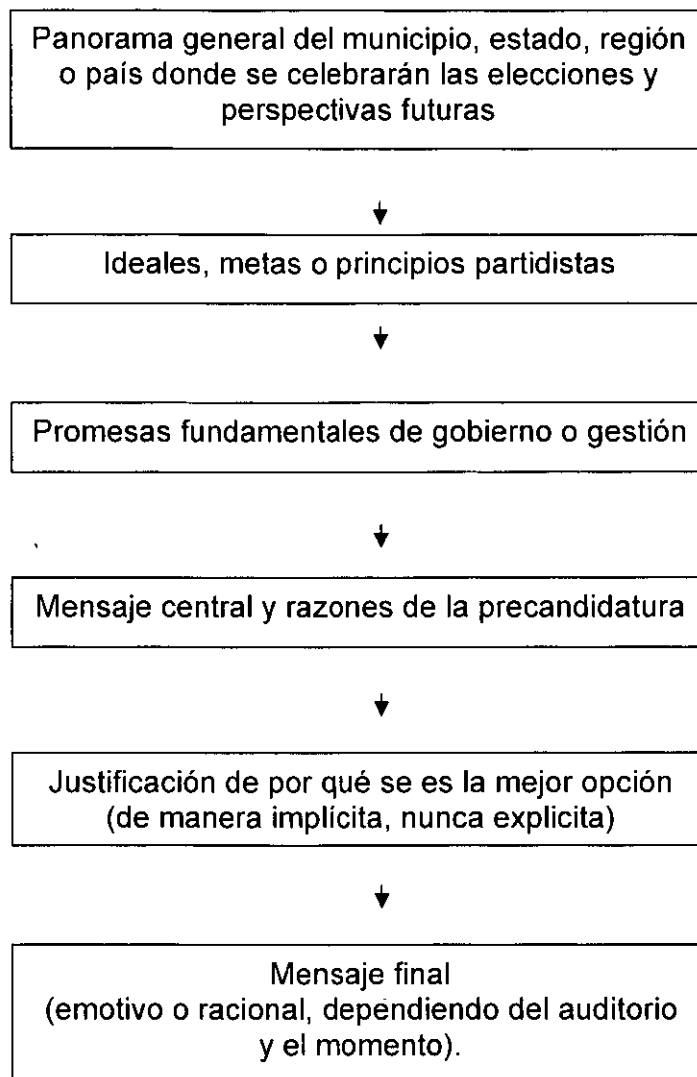 Panorama general del municipio, estado, región
o país donde se celebrarán las elecciones y
perspectivas futuras
Ideales, metas o principios partidistas
Promesas fundamentales de gobierno o gestión
Mensaje central y razones de la precandidatura
Justificación de por qué se es la mejor opción
(de manera implícita, nunca explicita)
Mensaje final
(emotivo o racional, dependiendo del auditorio
y el momento).